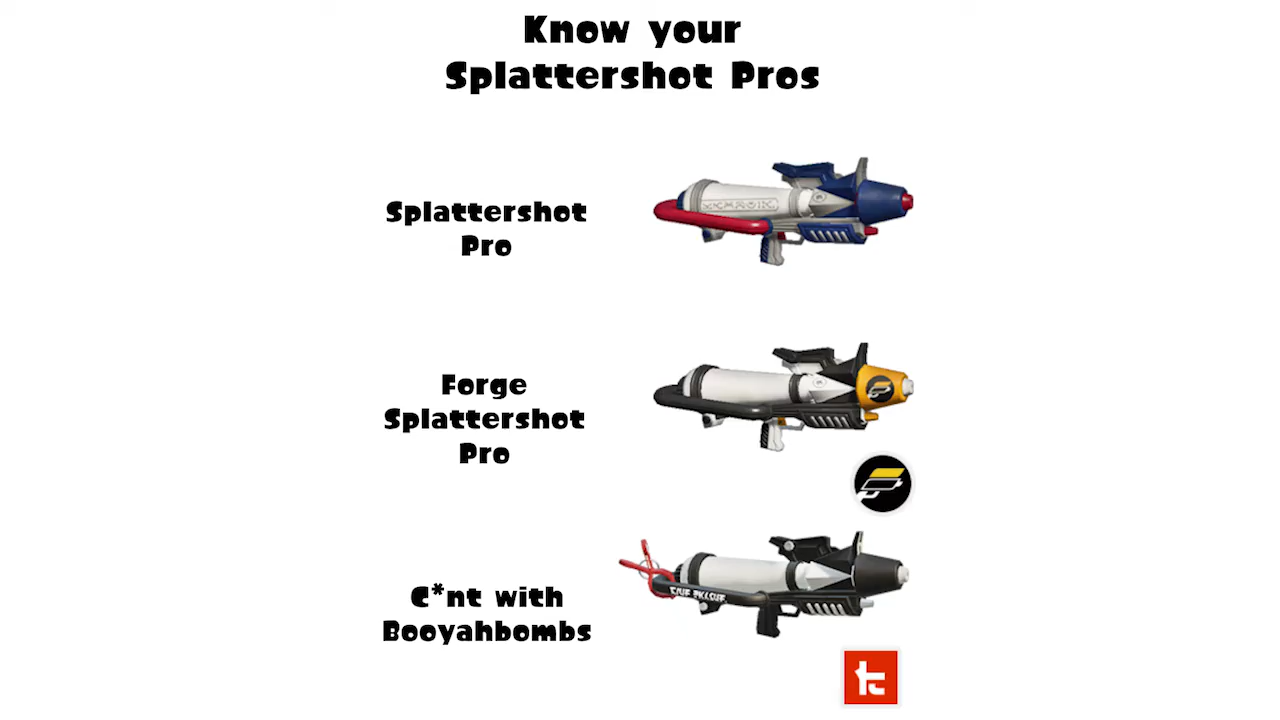 Know your
Splattershot Pros
Splattershot
Pro
Forge
Splattershot
Pro
C*nt with
Booyahbombs